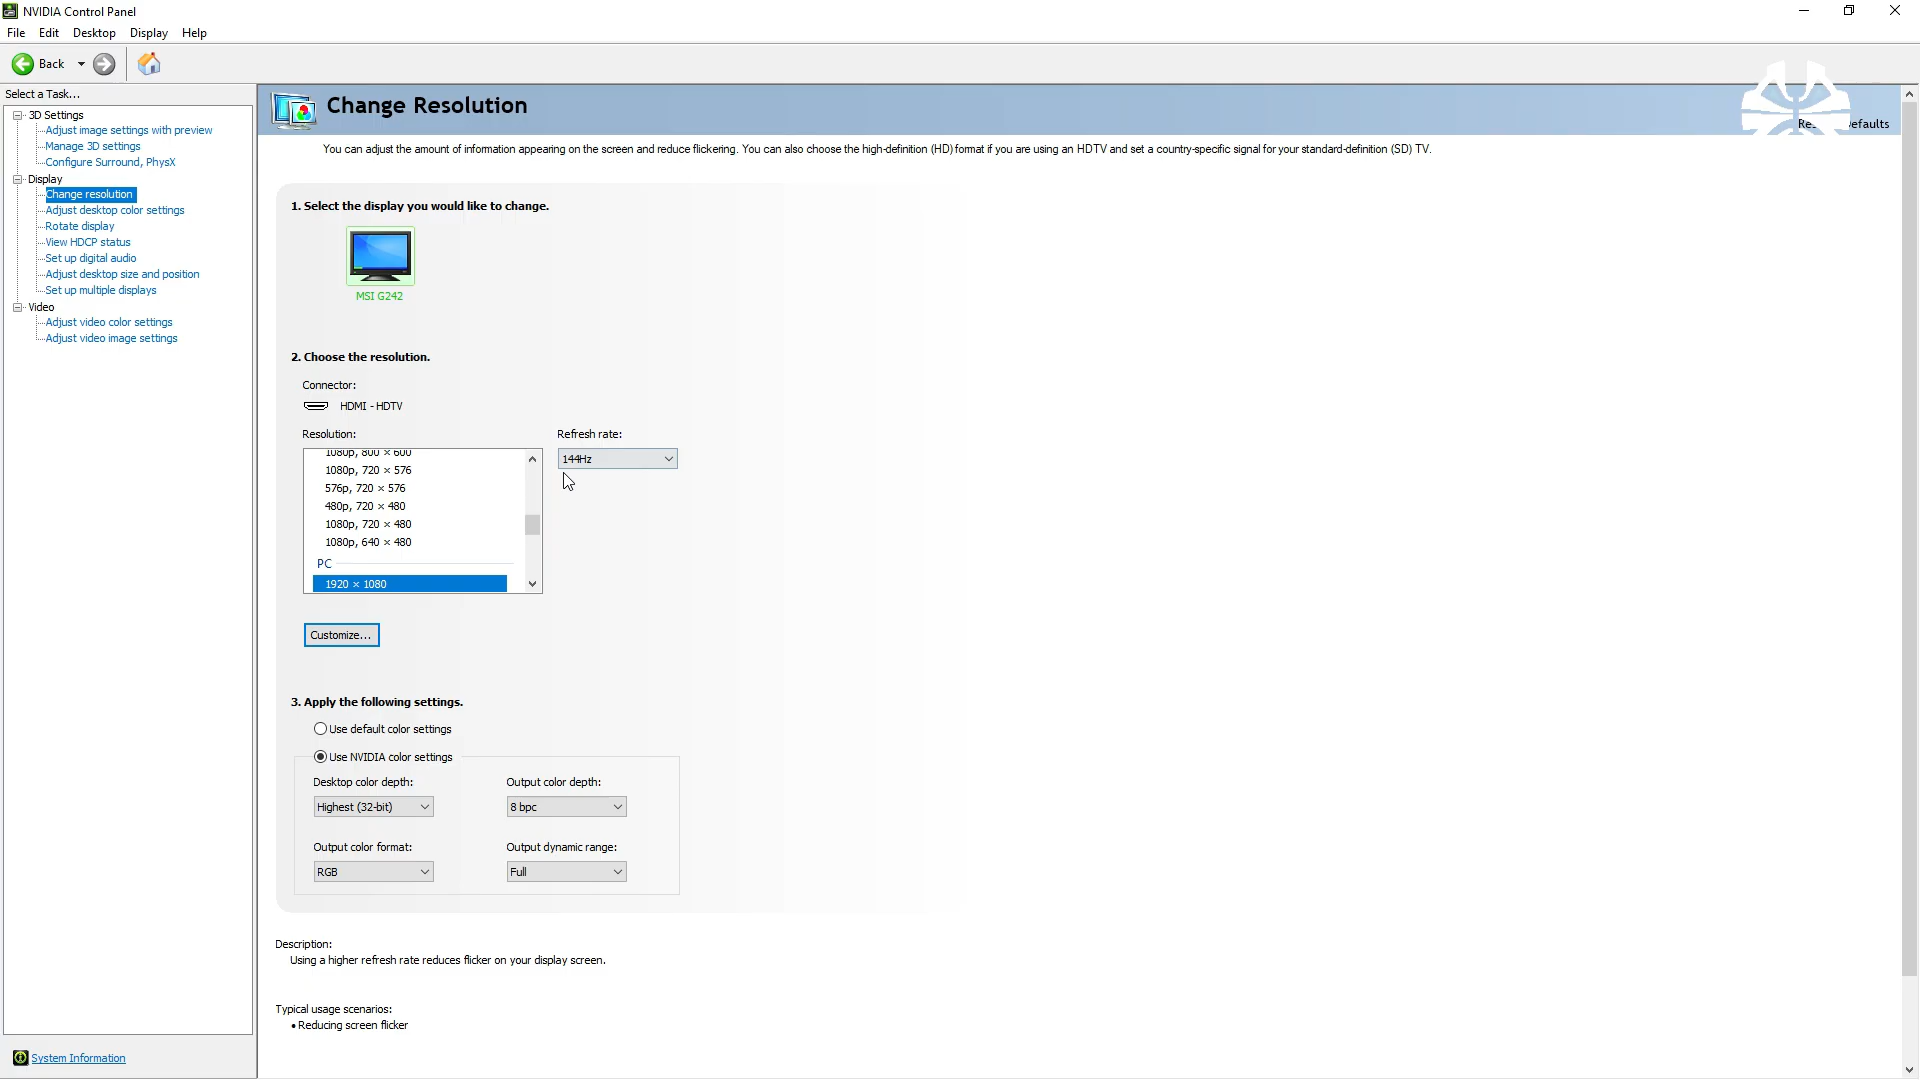 NVIDIA Control Panel
File Edit Desktop Display Help
Back
Select a Task...
3D Settings
Adjust image settings with preview
Manage 3D settings
Configure Surround, PhysX
Display
Change resolution
Adjust desktop color settings
Rotate display
View HDCP status
Set up digital audio
Adjust desktop size and position
Set up multiple displays
Video
Adjust video color settings
Adjust video image settings
System Information
Change Resolution
You can adjust the amount of information appearing on the screen and reduce flickering. You can also choose the high-definition (HD) format if you are using an HDTV and set a country-specific signal for your standard-definition (SD) TV.
1. Select the display you would like to change.
MSI G242
2. Choose the resolution.
Connector:
HDMI - HDTV
Resolution:
1080p, 800 × 600
1080p, 720 × 576
576p, 720 × 576
480p, 720 × 480
1080p, 720 × 480
1080p, 640 × 480
PC
1920 × 1080
Refresh rate:
144Hz
Customize...
3. Apply the following settings.
Use default color settings
Use NVIDIA color settings
Desktop color depth: Output color depth:
Highest (32-bit) 8 bpc
Output color format: Output dynamic range:
RGB Full
Description:
Using a higher refresh rate reduces flicker on your display screen.
Typical usage scenarios:
• Reducing screen flicker